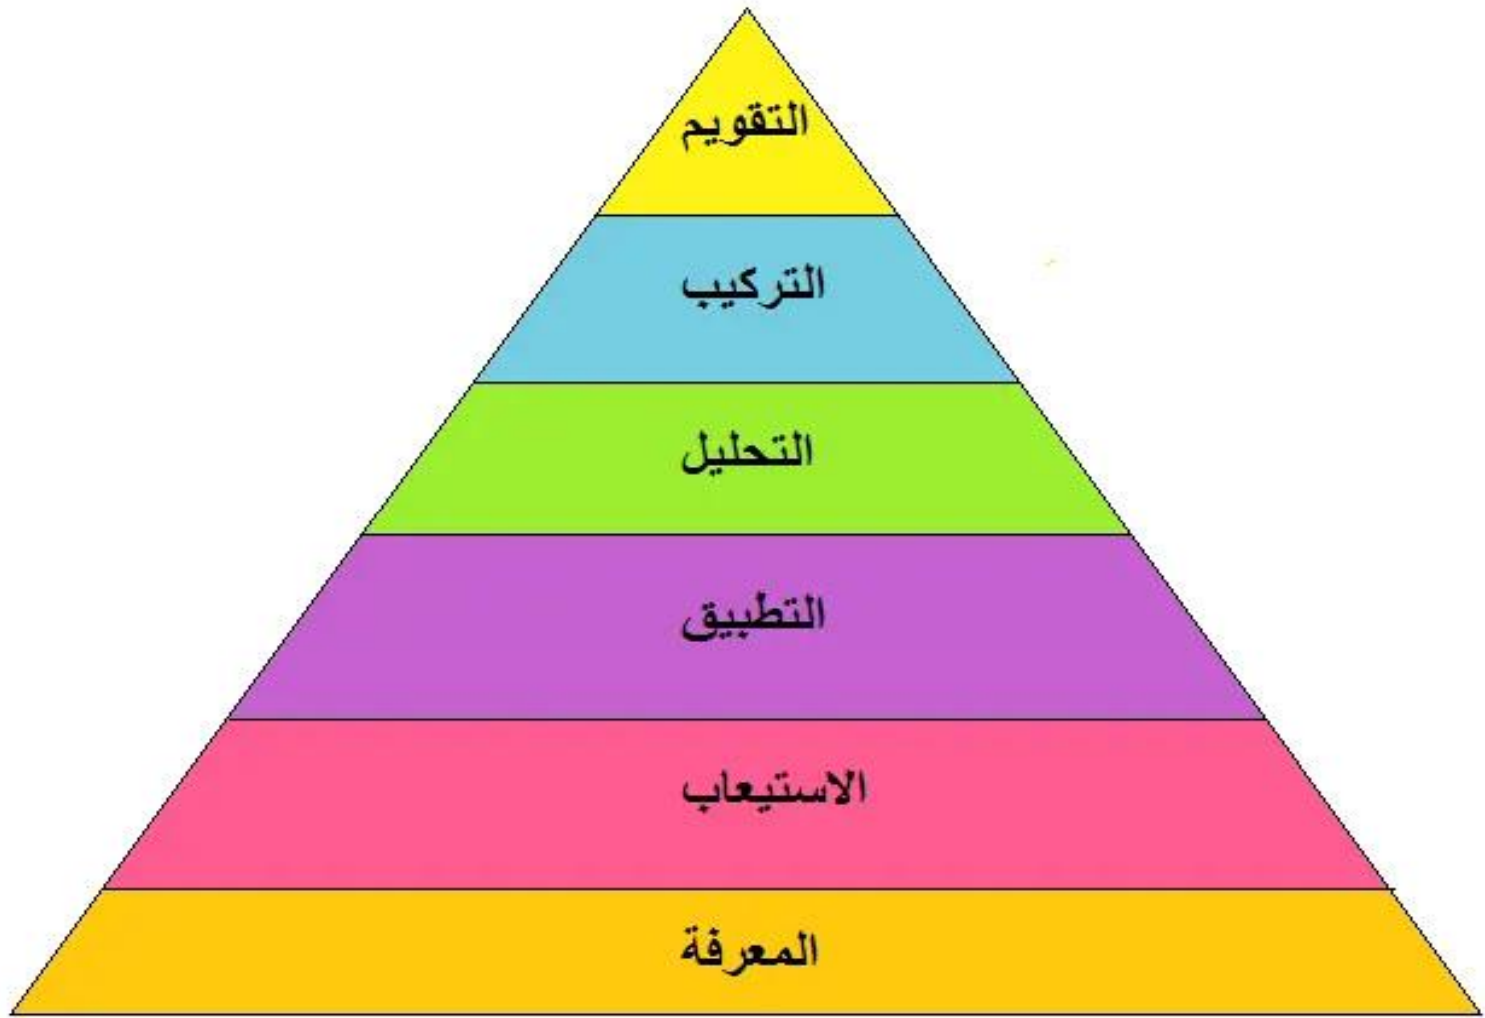 التقويم
التركيب
التحليل
التطبيق
الاستيعاب
المعرفة